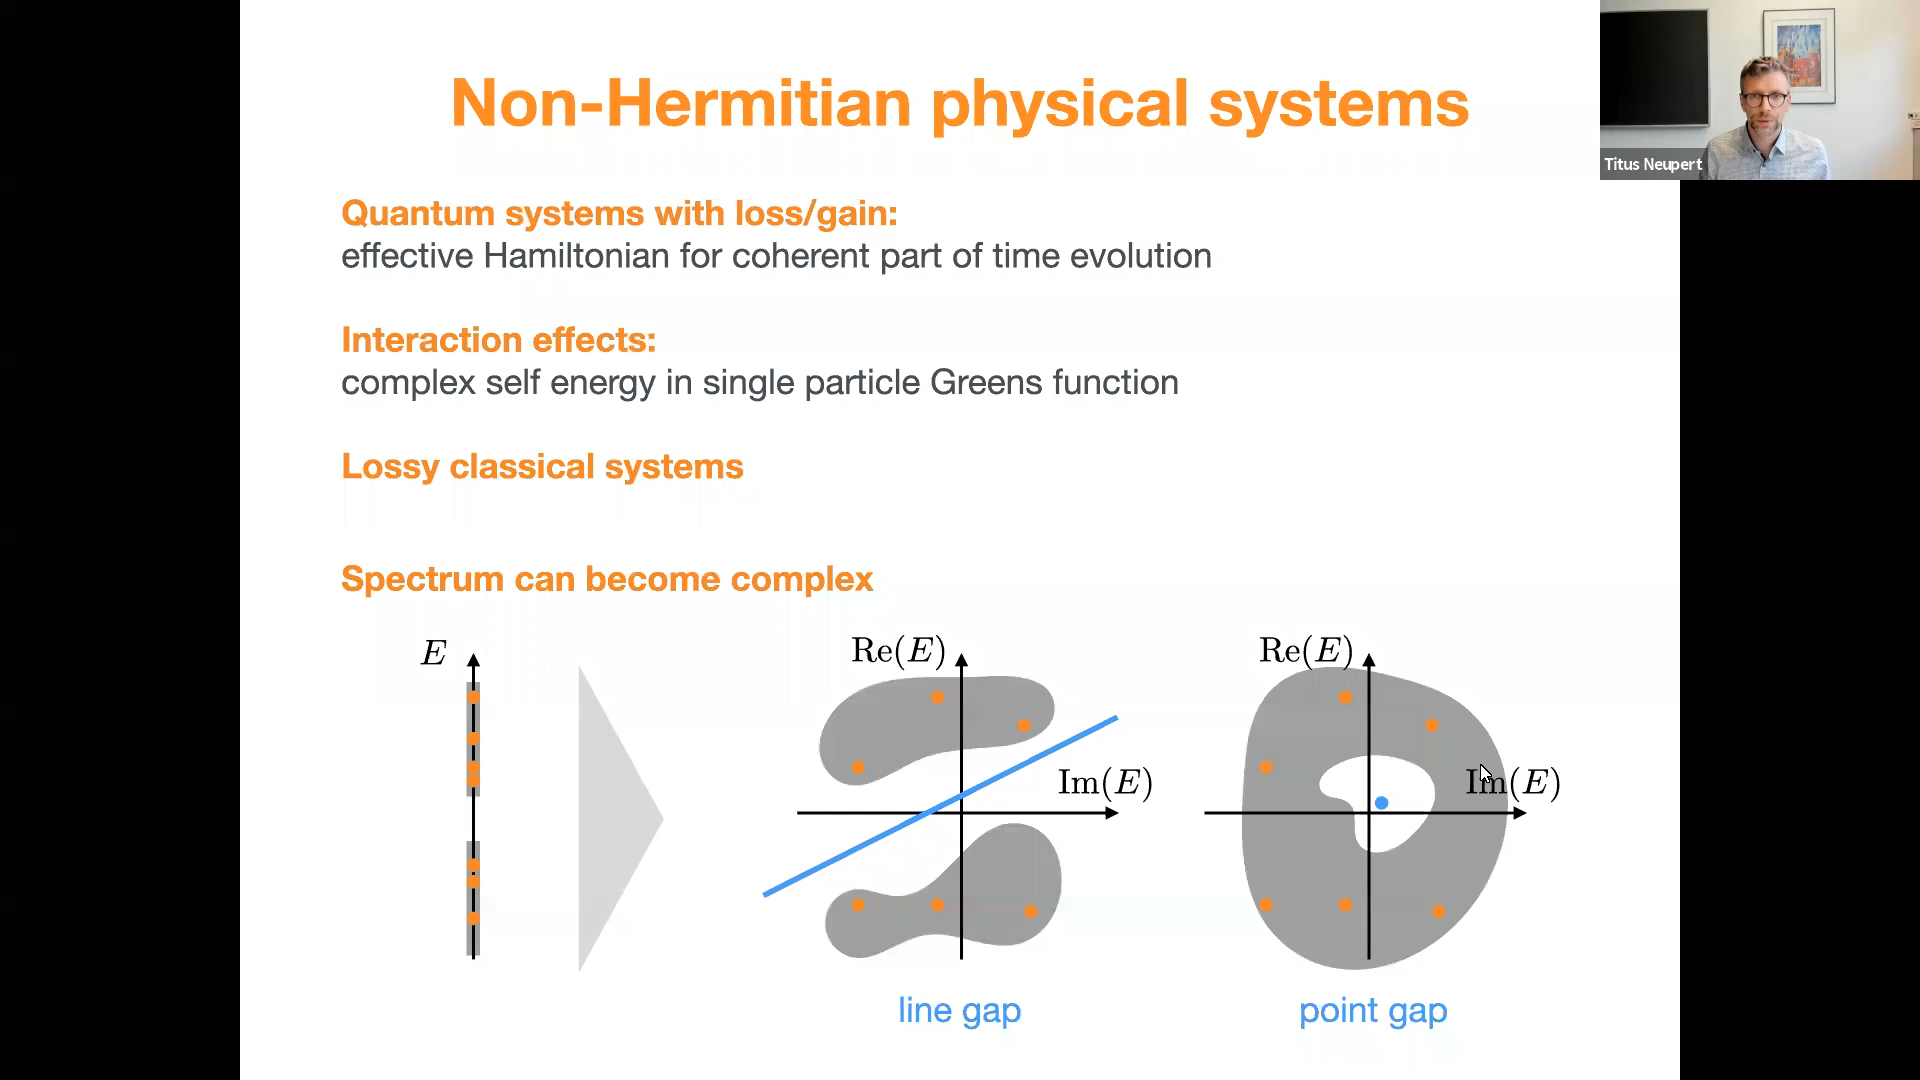 Non-Hermitian physical systems
Titus Neupert
Quantum systems with loss/gain:
effective Hamiltonian for coherent part of time evolution
Interaction effects:
complex self energy in single particle Greens function
Lossy classical systems
Spectrum can become complex
E
Re(E)
Im(E)
line gap
Re(E)
Im(E)
point gap